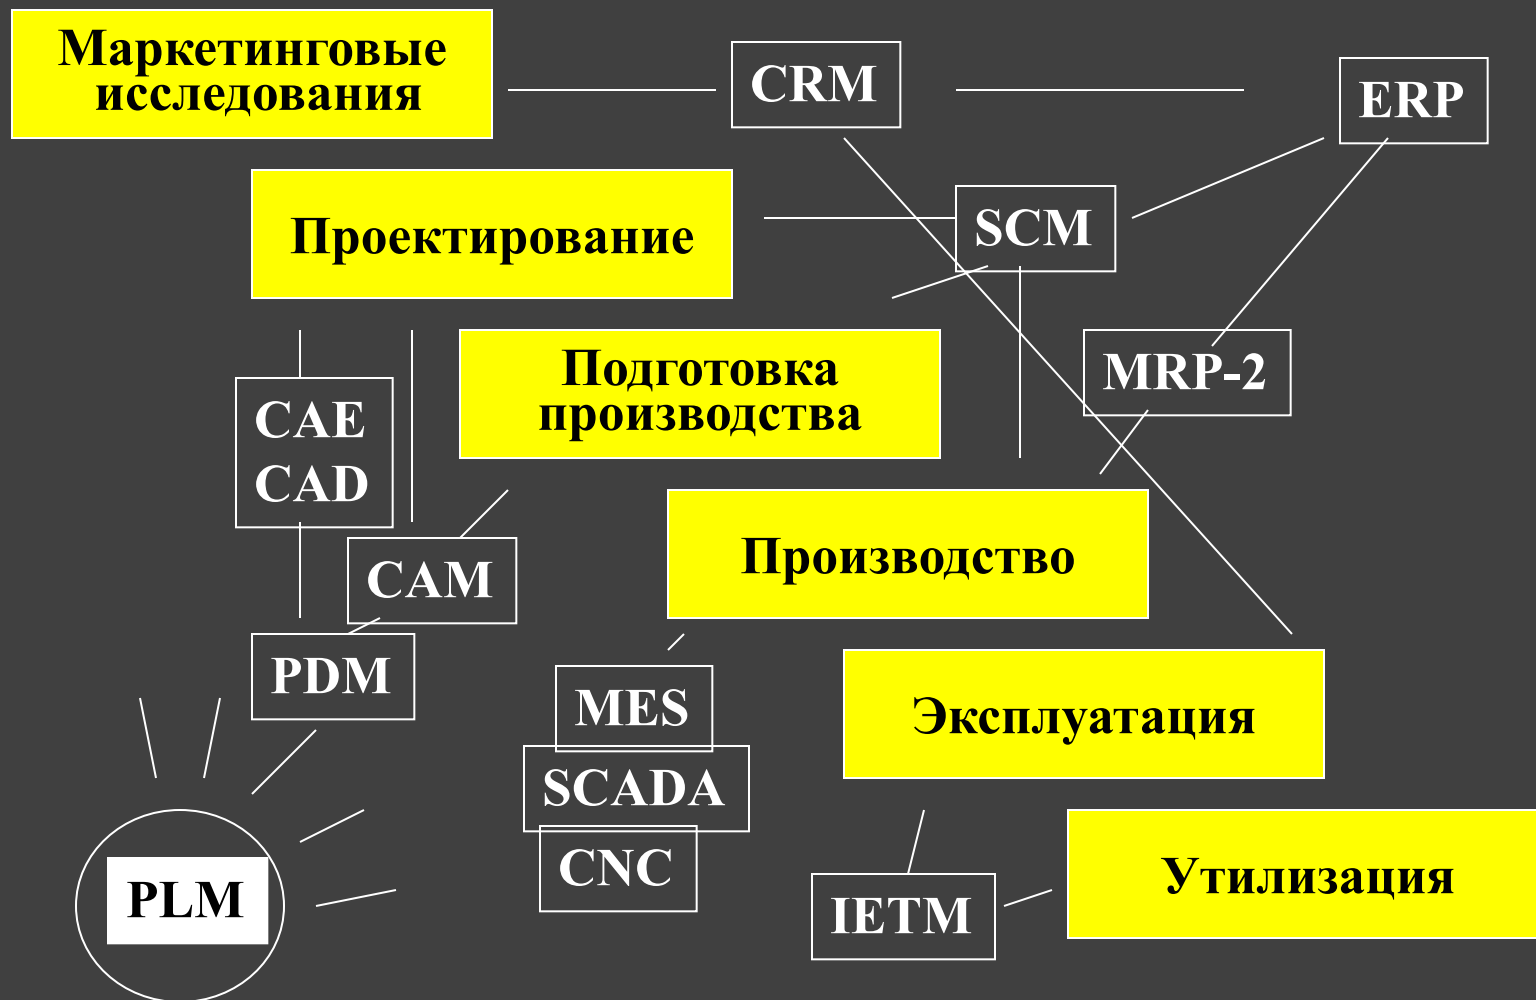 Маркетинговые
исследования
CRM
ERP
Проектирование
SCM
Подготовка
производства
MRP-2
CAE
CAD
Производство
CAM
PDM
MES
Эксплуатация
SCADA
CNC
Утилизация
PLM
IETM